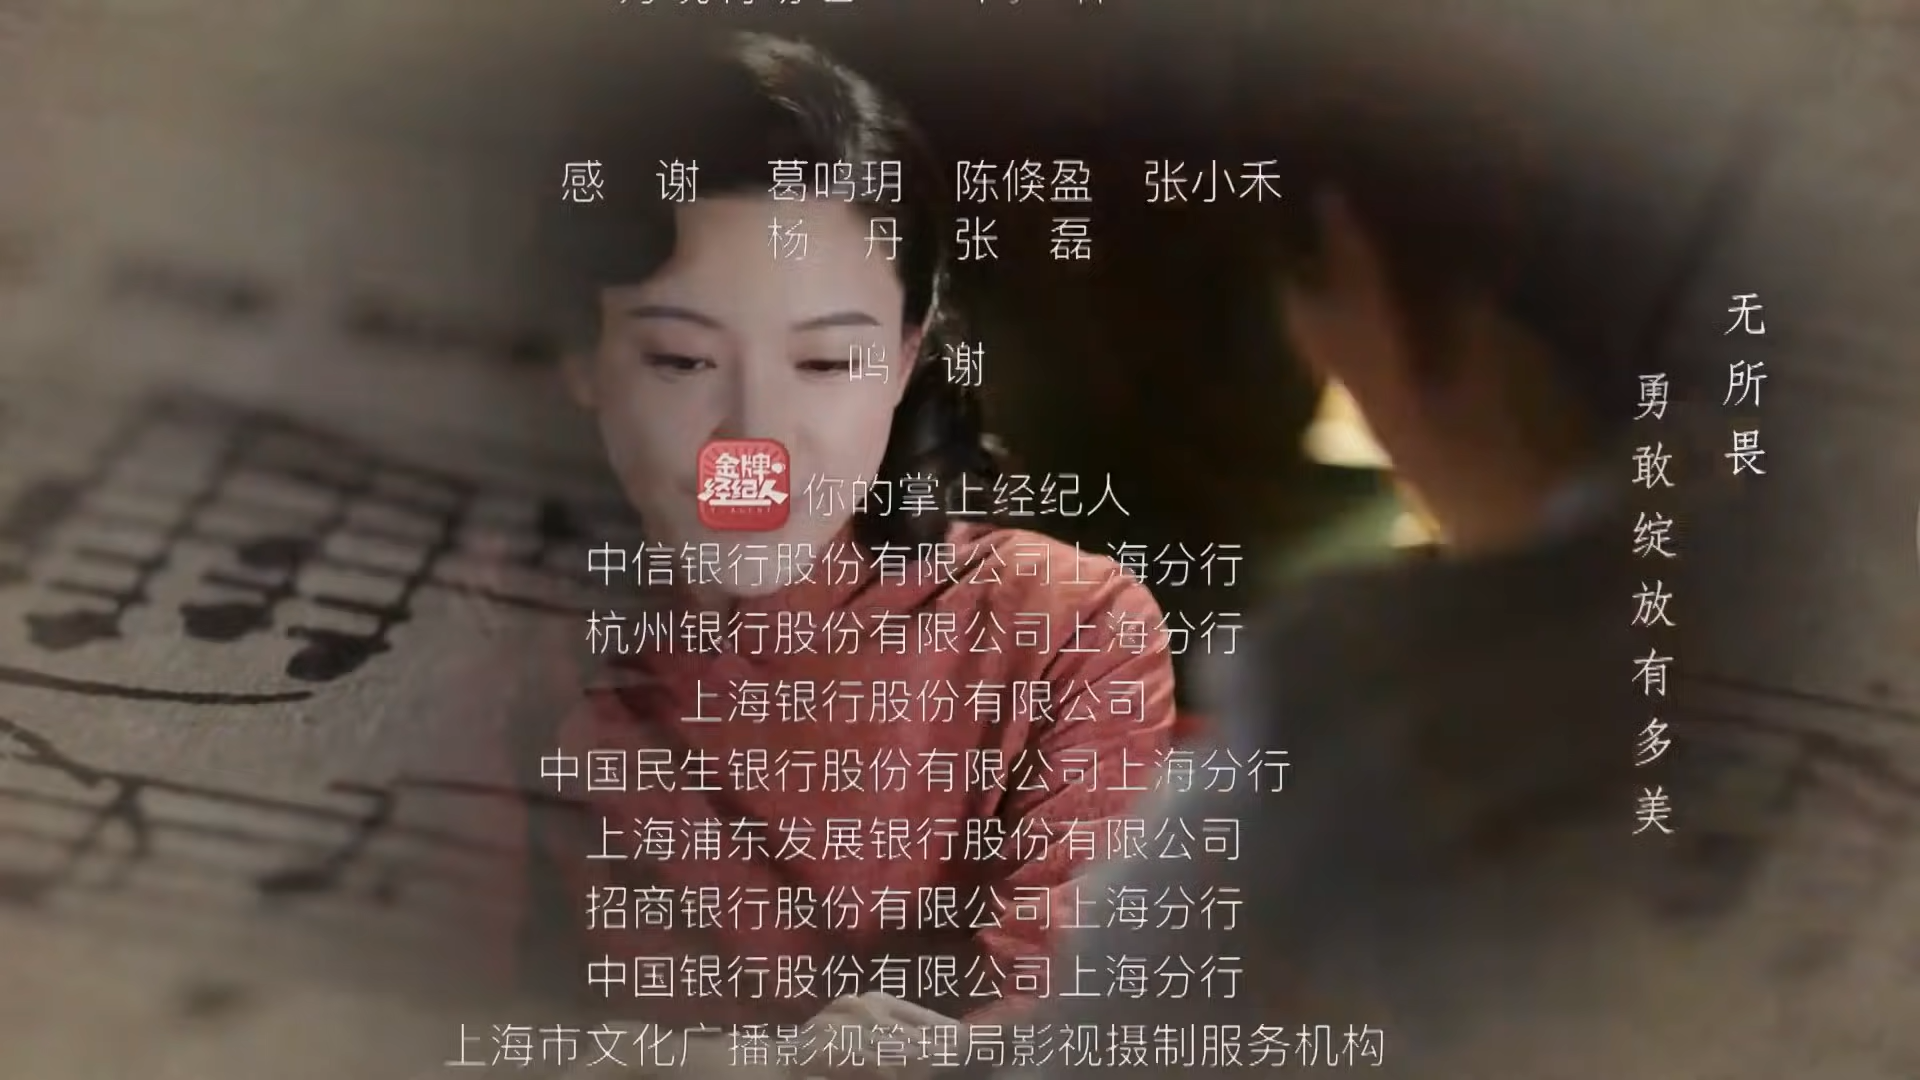 感 谢 葛鸣玥 陈倏盈 张小禾
杨 丹 张 磊
鸣 谢
金牌经纪人
你的掌上经纪人
中信银行股份有限公司上海分行
杭州银行股份有限公司上海分行
上海银行股份有限公司
中国民生银行股份有限公司上海分行
上海浦东发展银行股份有限公司
招商银行股份有限公司上海分行
中国银行股份有限公司上海分行
上海市文化广播影视管理局影视摄制服务机构
无所畏
勇敢绽放有多美